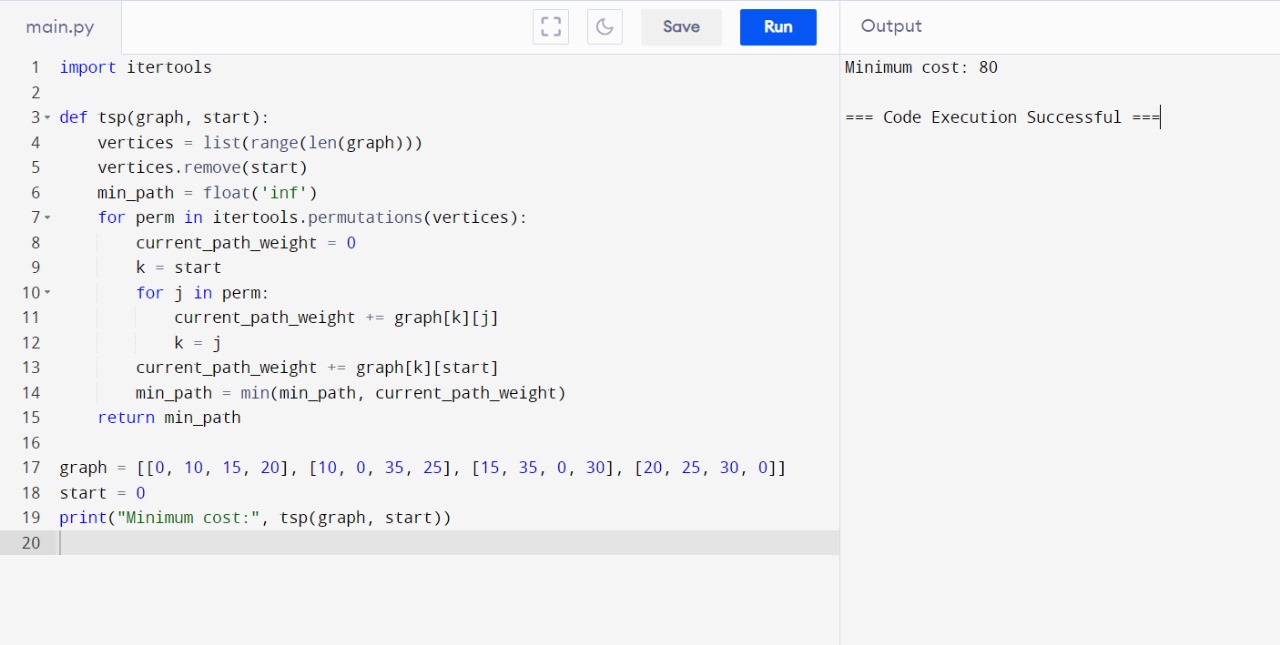 main.py
Save
Run
Output
1 import itertools
2
3 def tsp(graph, start):
4     vertices = list(range(len(graph)))
5     vertices.remove(start)
6     min_path = float('inf')
7     for perm in itertools.permutations(vertices):
8         current_path_weight = 0
9         k = start
10         for j in perm:
11             current_path_weight += graph[k][j]
12             k = j
13         current_path_weight += graph[k][start]
14         min_path = min(min_path, current_path_weight)
15     return min_path
16
17 graph = [[0, 10, 15, 20], [10, 0, 35, 25], [15, 35, 0, 30], [20, 25, 30, 0]]
18 start = 0
19 print("Minimum cost:", tsp(graph, start))
20
Minimum cost: 80
=== Code Execution Successful ===